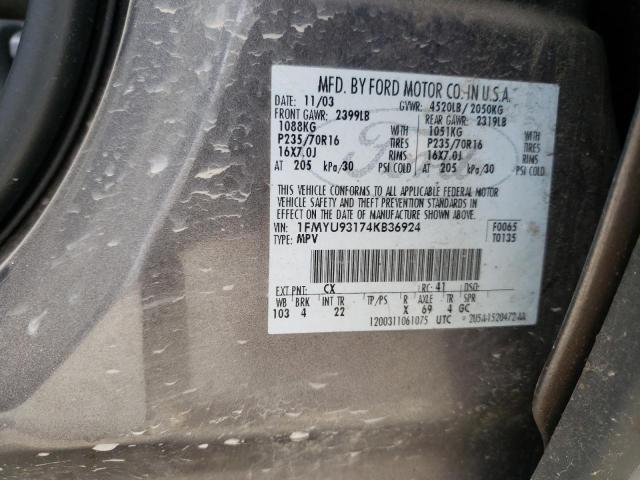 MFD. BY FORD MOTOR CO. IN U.S.A.
DATE: 11/03 GVWR: 4520LB/ 2050KG
FRONT GAWR: 2399LB REAR GAWR: 2319LB
1088KG WITH 1051KG WITH
P235/70R16 TIRES P235/70R16 TIRES
16X7.0J RIMS 16X7.0J RIMS
AT 205 kPa/30 PSI COLD AT 205 kPa/30 PSI COLD
Ford
THIS VEHICLE CONFORMS TO ALL APPLICABLE FEDERAL MOTOR
VEHICLE SAFETY AND THEFT PREVENTION STANDARDS IN
EFFECT ON THE DATE OF MANUFACTURE SHOWN ABOVE.
VIN: 1FMYU93174KB36924 F0065
TYPE: MPV T0135
EXT PNT: CX RC: 41 DSO:
WB BRK INT TR TP/PS R AXLE TR SPR
103 4 22 X 69 4 GC
1200311061075 UTC 2U5A-1520472-AA